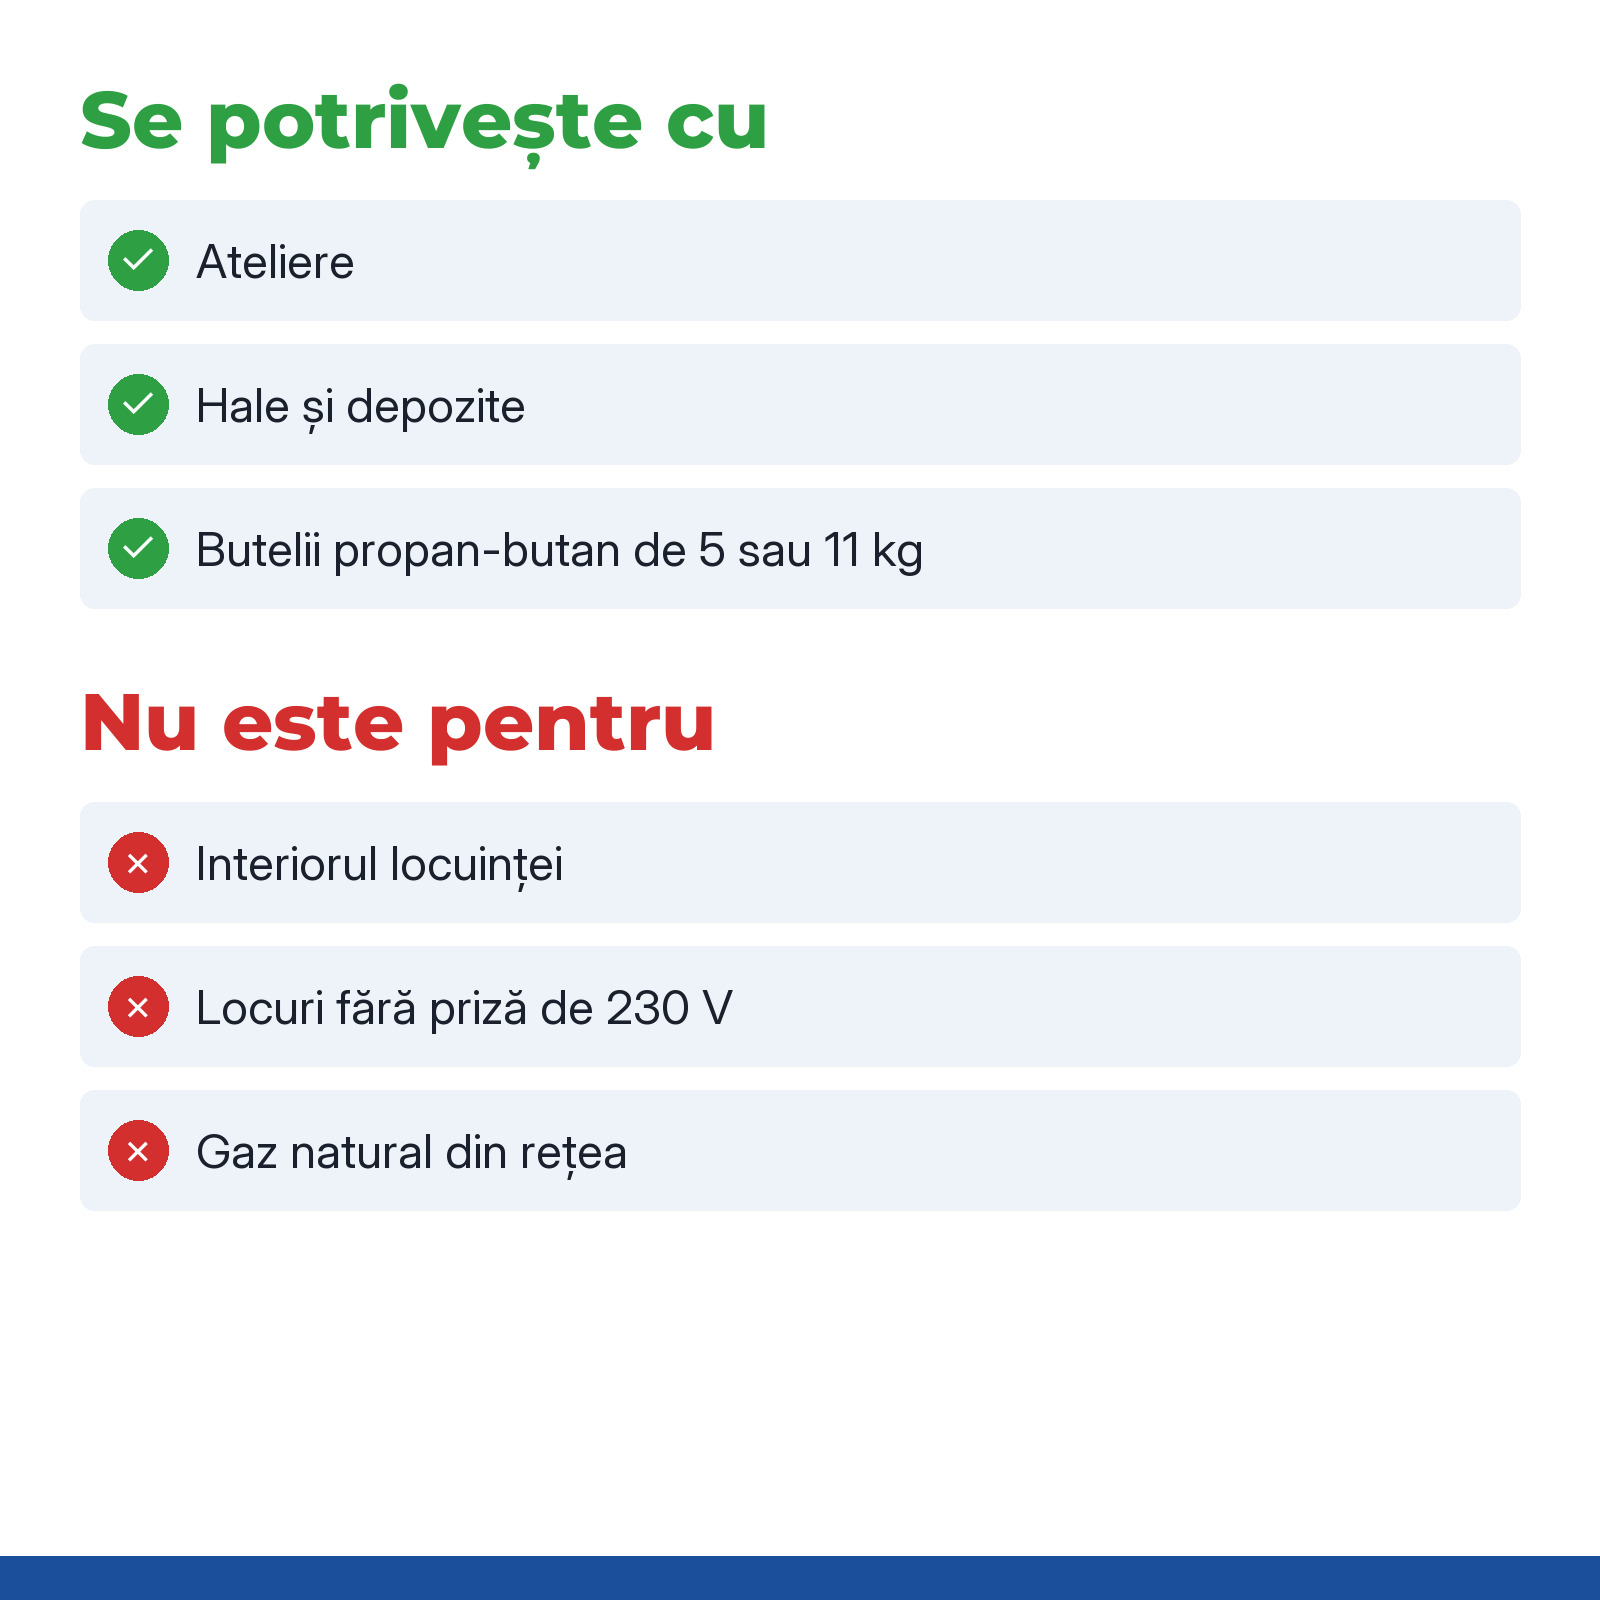 Se potrivește cu
Ateliere
Hale și depozite
Butelii propan-butan de 5 sau 11 kg
Nu este pentru
Interiorul locuinței
Locuri fără priză de 230 V
Gaz natural din rețea